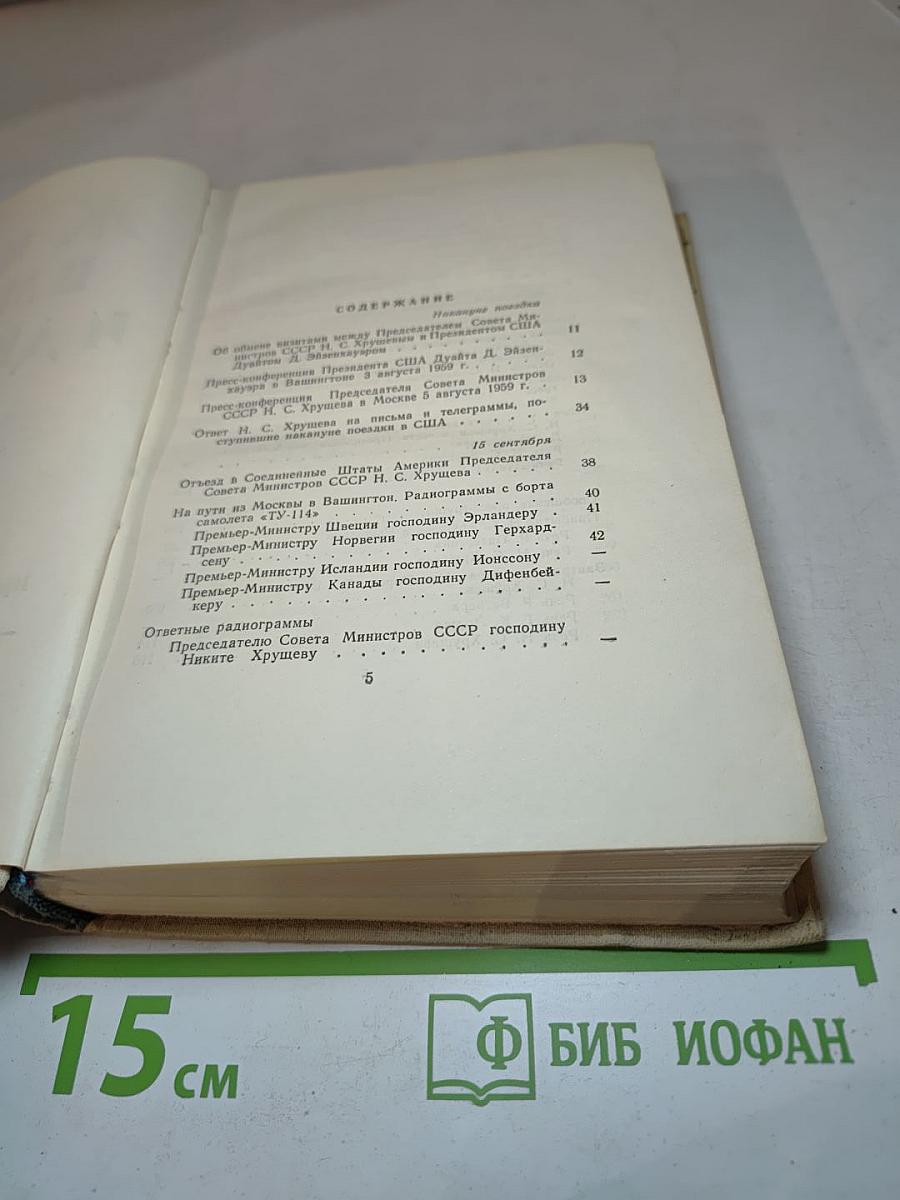 СОДЕРЖАНИЕ
Накануне поездки
Об обмене визитами между Председателем Совета Ми-
нистров СССР Н. С. Хрущевым и Президентом США
Дуайтом Д. Эйзенхауэром . . . . . . . . . 11
Пресс-конференция Президента США Дуайта Д. Эйзен-
хауэра в Вашингтоне 3 августа 1959 г. . . . . 12
Пресс-конференция Председателя Совета Министров
СССР Н. С. Хрущева в Москве 5 августа 1959 г. . 13
Ответ Н. С. Хрущева на письма и телеграммы, по-
ступившие накануне поездки в США . . . . . . 34
15 сентября
Отъезд в Соединенные Штаты Америки Председателя
Совета Министров СССР Н. С. Хрущева . . . . . 38
На пути из Москвы в Вашингтон. Радиограммы с борта
самолета «ТУ-114» . . . . . . . . . . . 40
Премьер-Министру Швеции господину Эрландеру . 41
Премьер-Министру Норвегии господину Герхард-
сену . . . . . . . . . . . . . . 42
Премьер-Министру Исландии господину Ионссону . —
Премьер-Министру Канады господину Дифенбей-
керу . . . . . . . . . . . . . . —
Ответные радиограммы
Председателю Совета Министров СССР господину
Никите Хрущеву . . . . . . . . . . . —
5
15 см
Ф БИБ ИОФАН